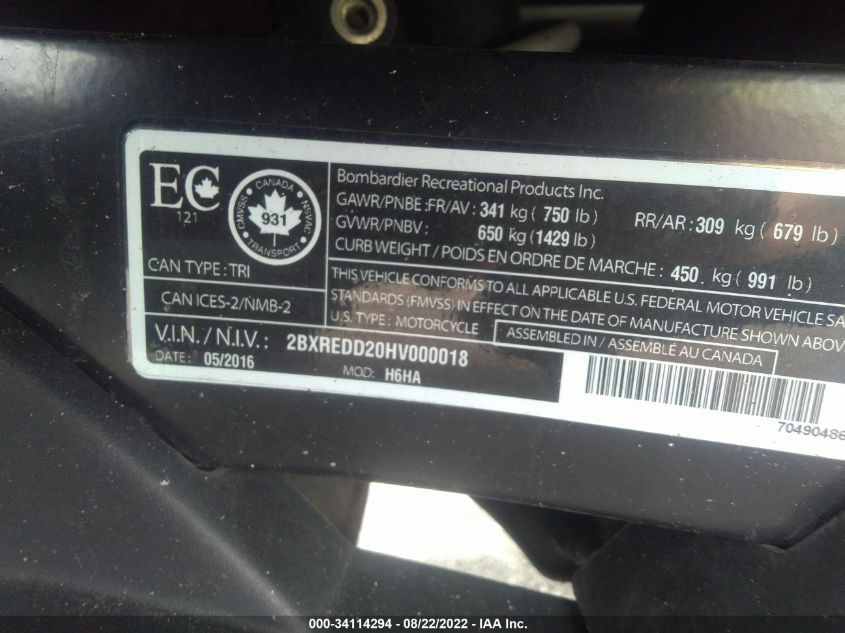 EC
121
CANADA
CMVSS
NSVAC
931
TRANSPORT
CAN TYPE: TRI
CAN ICES-2/NMB-2
Bombardier Recreational Products Inc.
GAWR/PNBE: FR/AV: 341 kg ( 750 lb) RR/AR: 309 kg ( 679 lb)
GVWR/PNBV : 650 kg (1429 lb)
CURB WEIGHT / POIDS EN ORDRE DE MARCHE : 450 kg ( 991 lb)
THIS VEHICLE CONFORMS TO ALL APPLICABLE U.S. FEDERAL MOTOR VEHICLE SA
STANDARDS (FMVSS) IN EFFECT ON THE DATE OF MANUFACTURE SHOWN ABOV
U.S. TYPE: MOTORCYCLE ASSEMBLED IN / ASSEMBLÉ AU CANADA
V.I.N. / N.I.V.: 2BXREDD20HV000018
DATE: 05/2016 MOD: H6HA
70490486
000-34114294 - 08/22/2022 - IAA Inc.